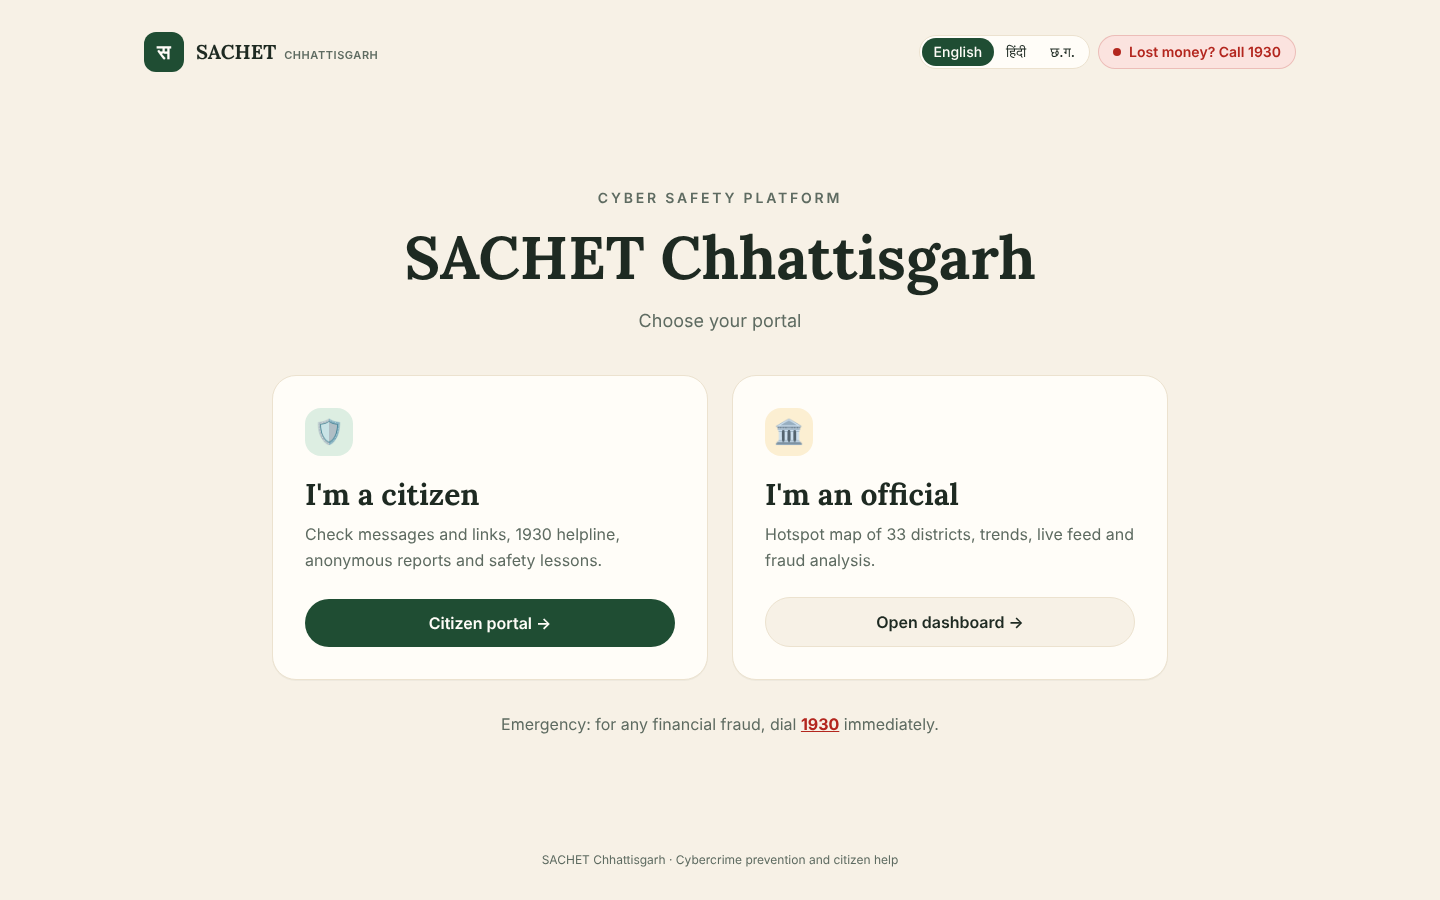 स
SACHET CHHATTISGARH
English हिंदी छ.ग.
Lost money? Call 1930
CYBER SAFETY PLATFORM
SACHET Chhattisgarh
Choose your portal
I'm a citizen
Check messages and links, 1930 helpline,
anonymous reports and safety lessons.
Citizen portal →
I'm an official
Hotspot map of 33 districts, trends, live feed and
fraud analysis.
Open dashboard →
Emergency: for any financial fraud, dial 1930 immediately.
SACHET Chhattisgarh · Cybercrime prevention and citizen help